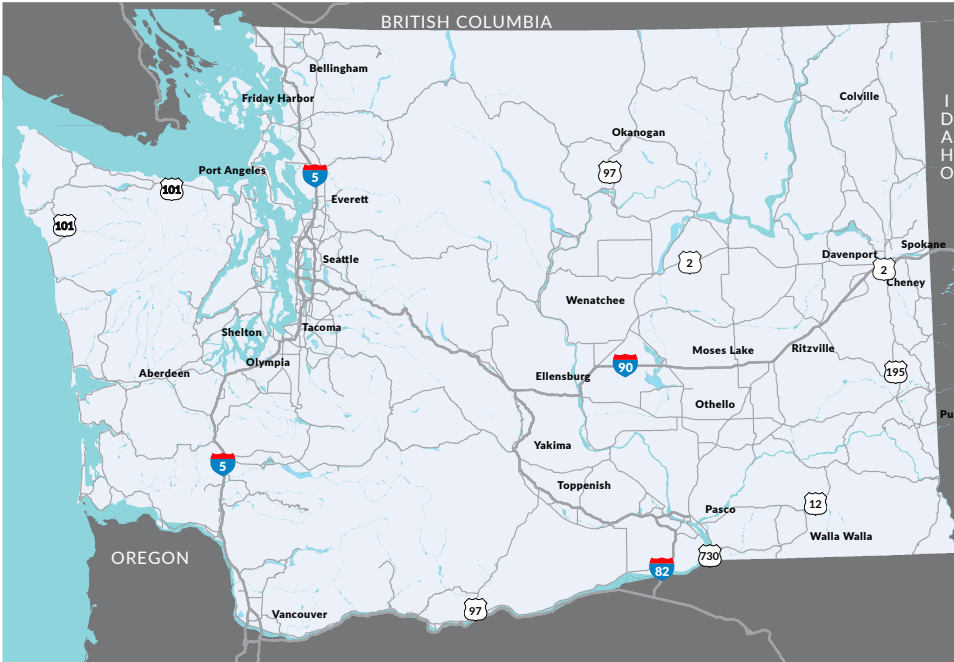 BRITISH COLUMBIA
Bellingham
Friday Harbor
Colville
IDAHO
Okanogan
Port Angeles
97
5
101
Everett
101
Spokane
Davenport
Seattle
2
2
Cheney
Wenatchee
Tacoma
Shelton
Moses Lake
Ritzville
Olympia
90
Aberdeen
Ellensburg
195
Othello
Pu
Yakima
5
Toppenish
12
Pasco
Walla Walla
OREGON
730
82
97
Vancouver